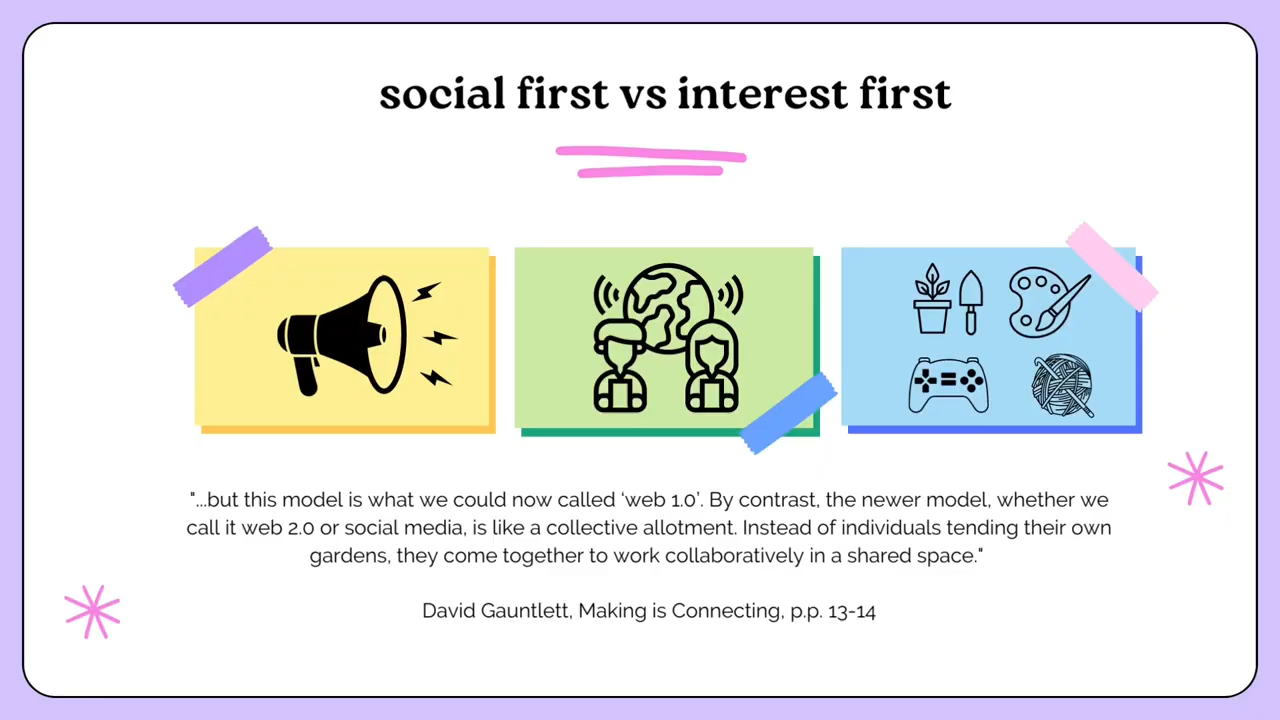 social first vs interest first
"...but this model is what we could now called ‘web 1.0’. By contrast, the newer model, whether we
call it web 2.0 or social media, is like a collective allotment. Instead of individuals tending their own
gardens, they come together to work collaboratively in a shared space."
David Gauntlett, Making is Connecting, p.p. 13-14